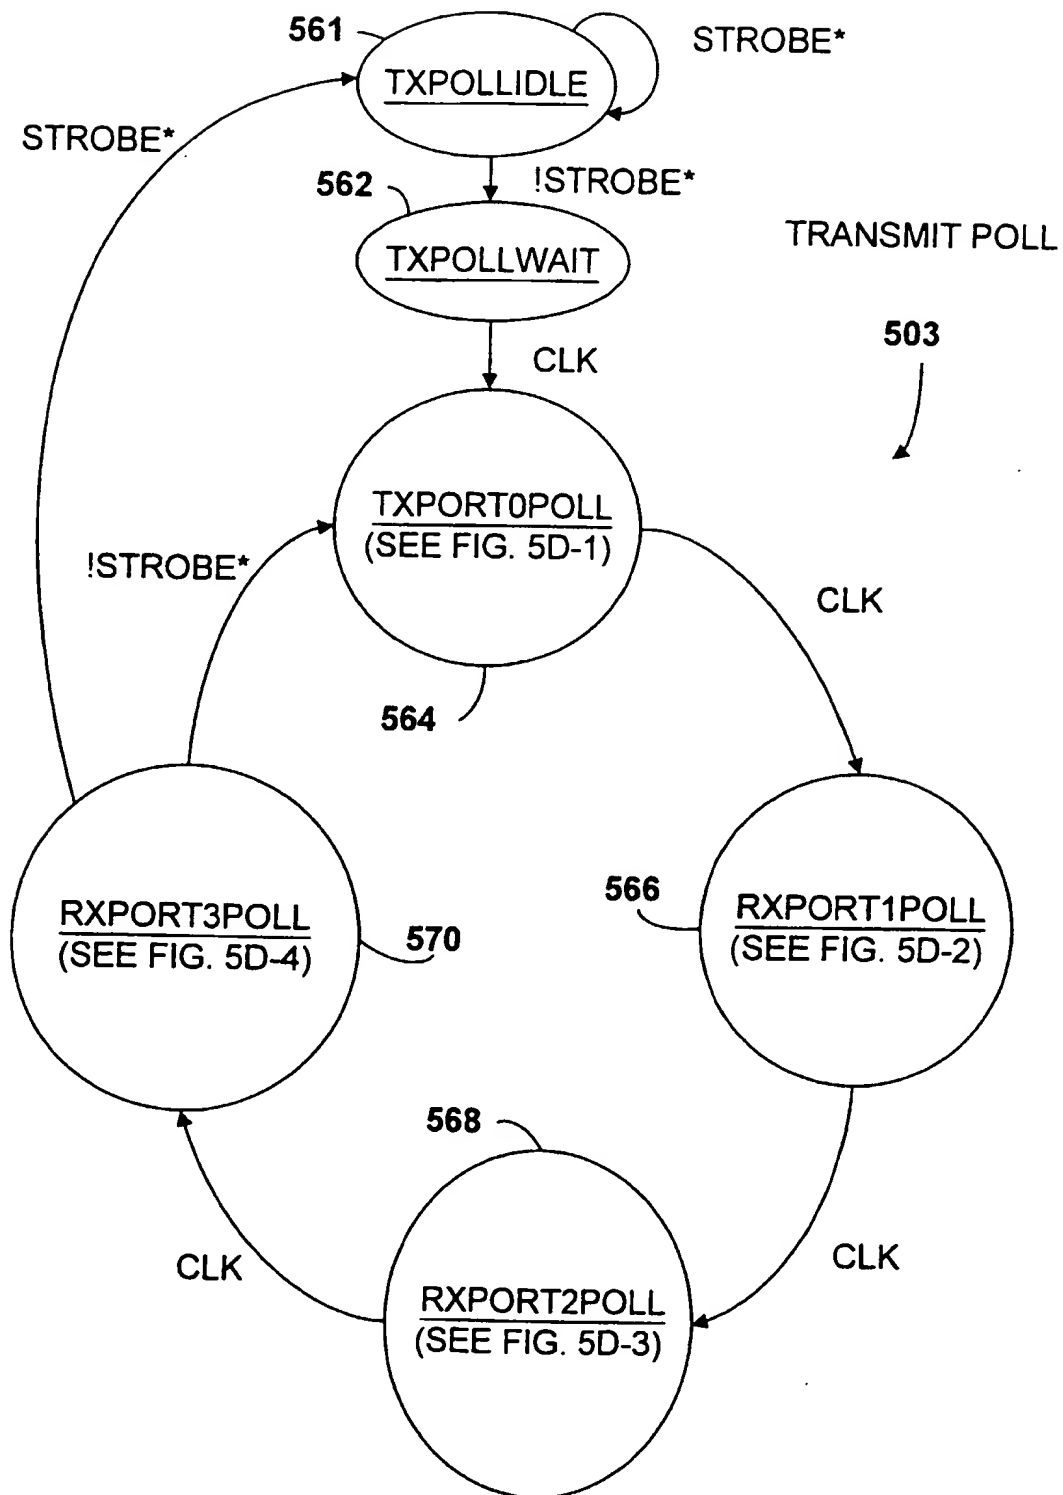 561
STROBE*
TXPOLLIDLE
STROBE*
562
!STROBE*
TXPOLLWAIT
TRANSMIT POLL
503
CLK
TXPORT0POLL
(SEE FIG. 5D-1)
!STROBE*
CLK
564
RXPORT3POLL
(SEE FIG. 5D-4)
570
566
RXPORT1POLL
(SEE FIG. 5D-2)
568
CLK
CLK
RXPORT2POLL
(SEE FIG. 5D-3)